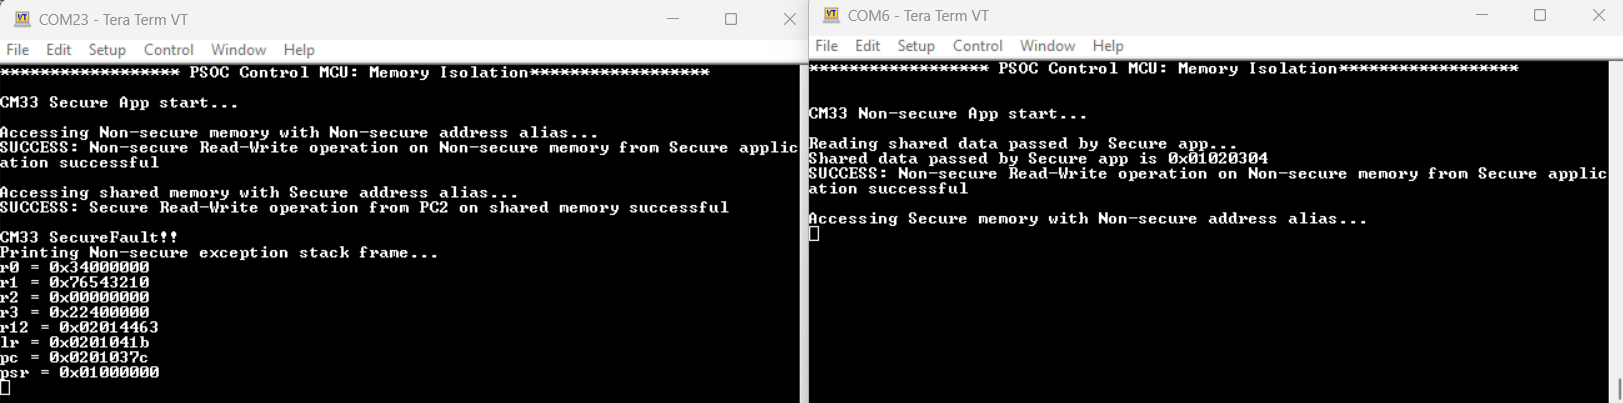 COM23 - Tera Term VT
File Edit Setup Control Window Help
****************** PSOC Control MCU: Memory Isolation******************
CM33 Secure App start...
Accessing Non-secure memory with Non-secure address alias...
SUCCESS: Non-secure Read-Write operation on Non-secure memory from Secure applic
ation successful
Accessing shared memory with Secure address alias...
SUCCESS: Secure Read-Write operation from PC2 on shared memory successful
CM33 SecureFault!!
Printing Non-secure exception stack frame...
r0 = 0x34000000
r1 = 0x76543210
r2 = 0x00000000
r3 = 0x22400000
r12 = 0x02014463
lr = 0x0201041b
pc = 0x0201037c
psr = 0x01000000
COM6 - Tera Term VT
File Edit Setup Control Window Help
****************** PSOC Control MCU: Memory Isolation******************
CM33 Non-secure App start...
Reading shared data passed by Secure app...
Shared data passed by Secure app is 0x01020304
SUCCESS: Non-secure Read-Write operation on Non-secure memory from Secure applic
ation successful
Accessing Secure memory with Non-secure address alias...